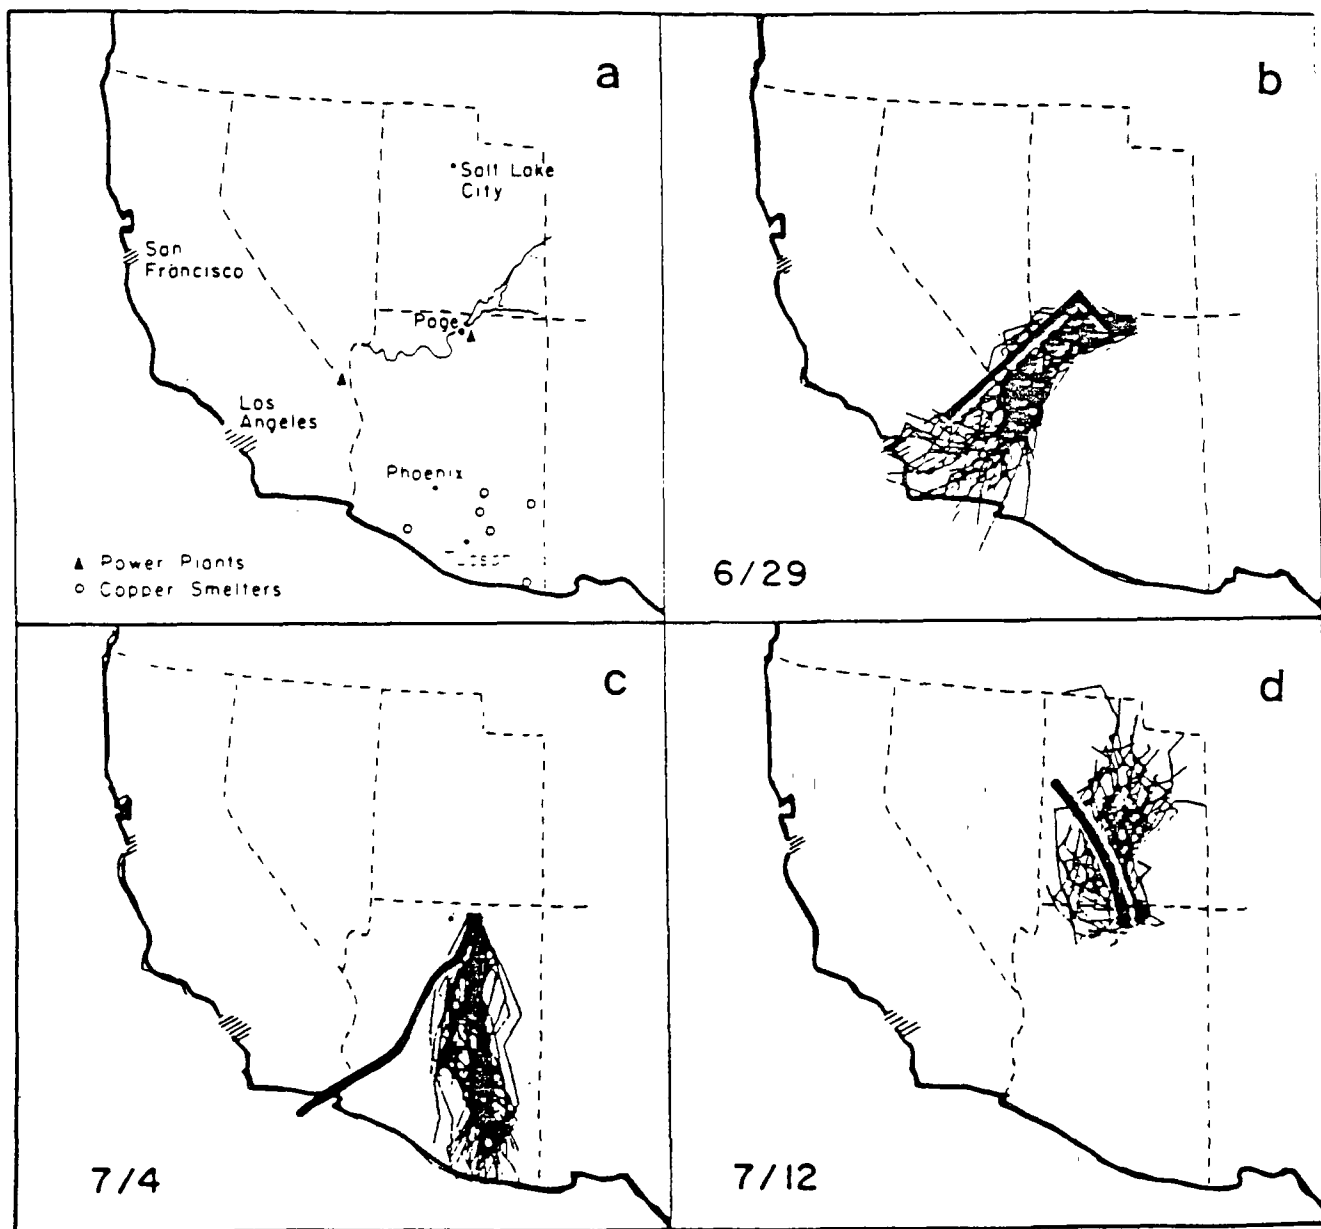 a
Salt Lake
City
San
Francisco
Page
Los
Angeles
Phoenix
▲ Power Plants
○ Copper Smelters
b
6/29
c
7/4
d
7/12